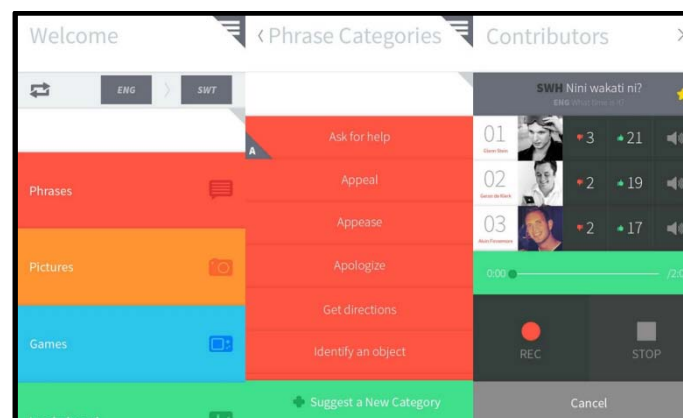 Welcome
ENG
SWT
Phrases
Pictures
Games
Phrase Categories
A
Ask for help
Appeal
Appease
Apologize
Get directions
Identify an object
Suggest a New Category
Contributors
SWH Nini wakati ni?
ENG What time is it?
01
3
21
02
2
19
03
2
17
0:00
REC
STOP
Cancel